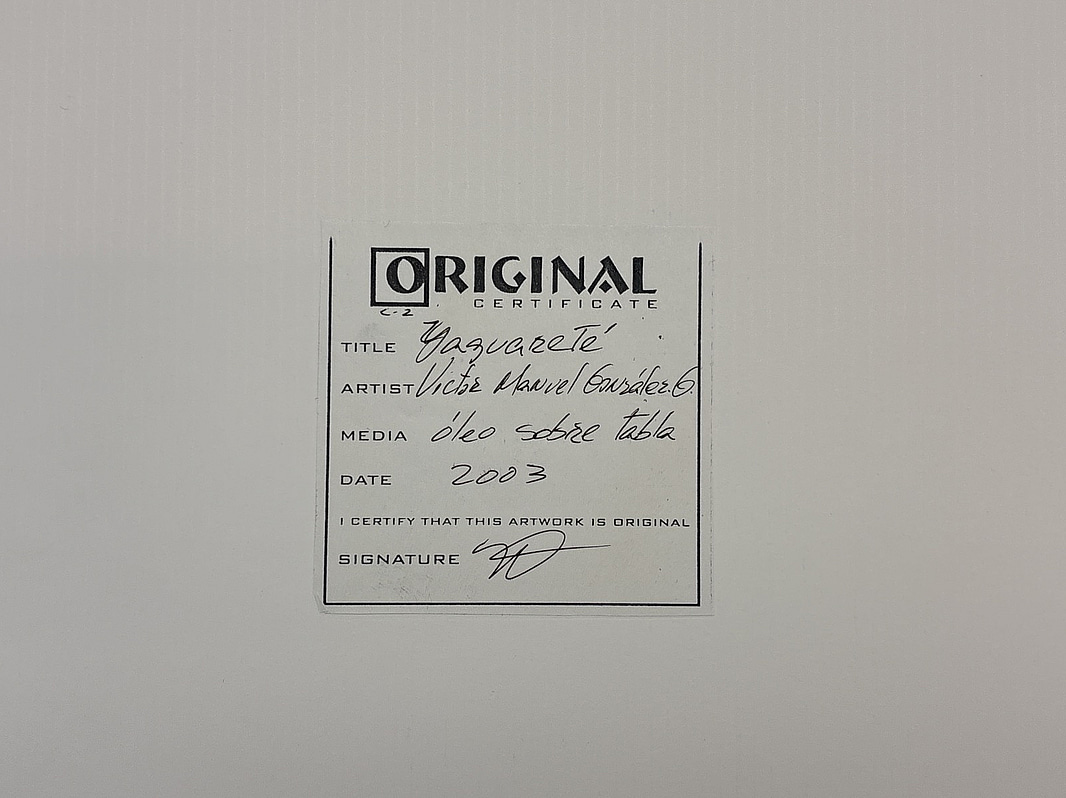 ORIGINAL
CERTIFICATE
C-2
TITLE Yaguareté
ARTIST Victor Manuel González G.
MEDIA óleo sobre tabla
DATE 2003
I CERTIFY THAT THIS ARTWORK IS ORIGINAL
SIGNATURE